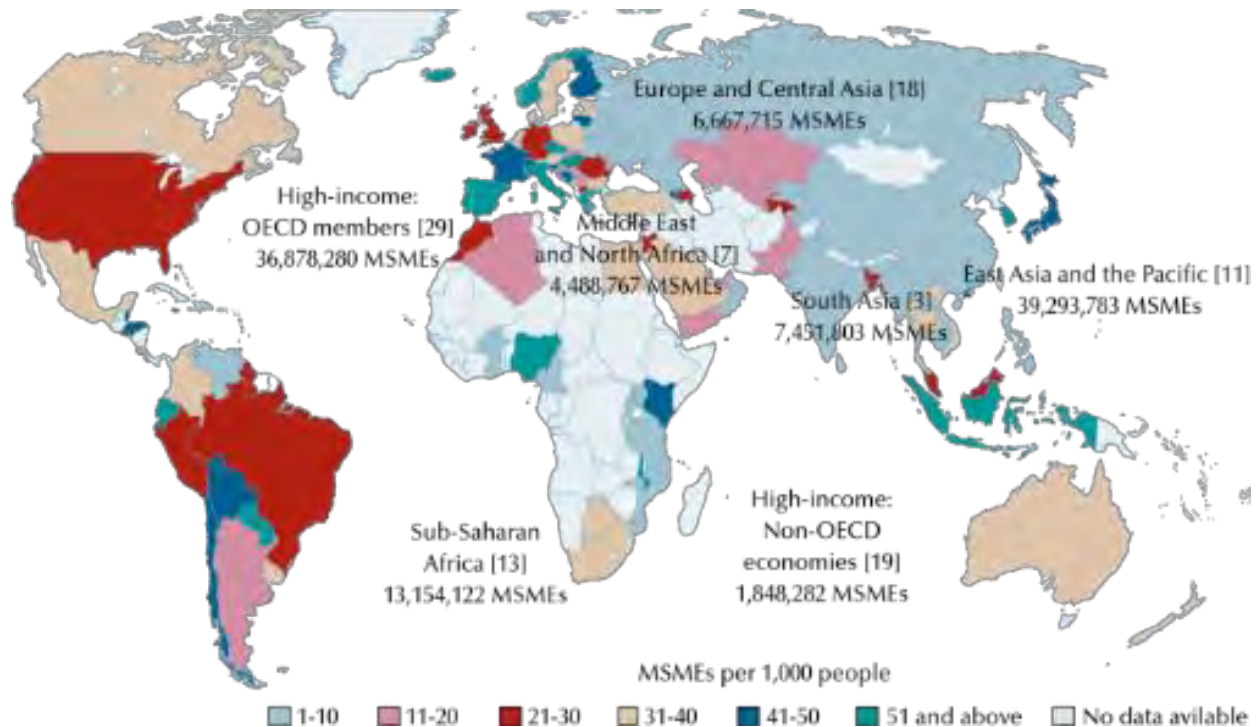 Europe and Central Asia [18]
6,667,715 MSMEs
High-income:
OECD members [29]
36,878,280 MSMEs
Middle East
and North Africa [7]
4,488,767 MSMEs
South Asia [3]
7,451,803 MSMEs
East Asia and the Pacific [11]
39,293,783 MSMEs
Sub-Saharan
Africa [13]
13,154,122 MSMEs
High-income:
Non-OECD
economies [19]
1,848,282 MSMEs
MSMEs per 1,000 people
1-10 11-20 21-30 31-40 41-50 51 and above No data avilable